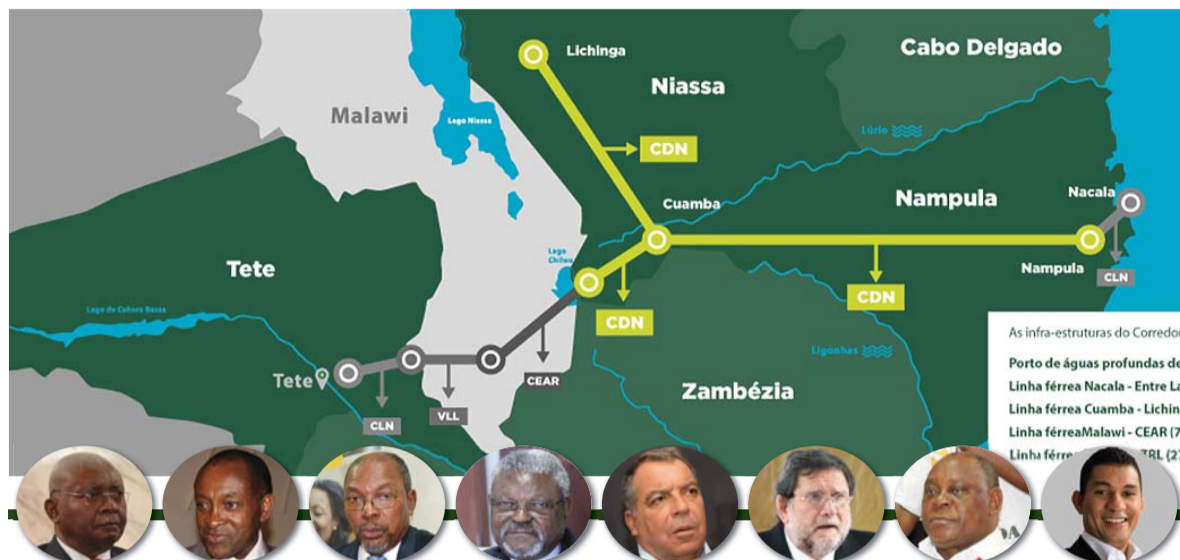 Lichinga
Cabo Delgado
Niassa
Malawi
Lago Niassa
Lúrio
CDN
Cuamba
Nampula
Nacala
Lago
Chilwa
Tete
Nampula
CLN
CDN
CDN
Lago de Cahora Bassa
Ligonhas
CEAR
Tete
Zambézia
CLN
VLL
As infra-estruturas do Corredor
Porto de águas profundas de
Linha férrea Nacala - Entre La
Linha férrea Cuamba - Lichin
Linha férreaMalawi - CEAR (7
Linha férre